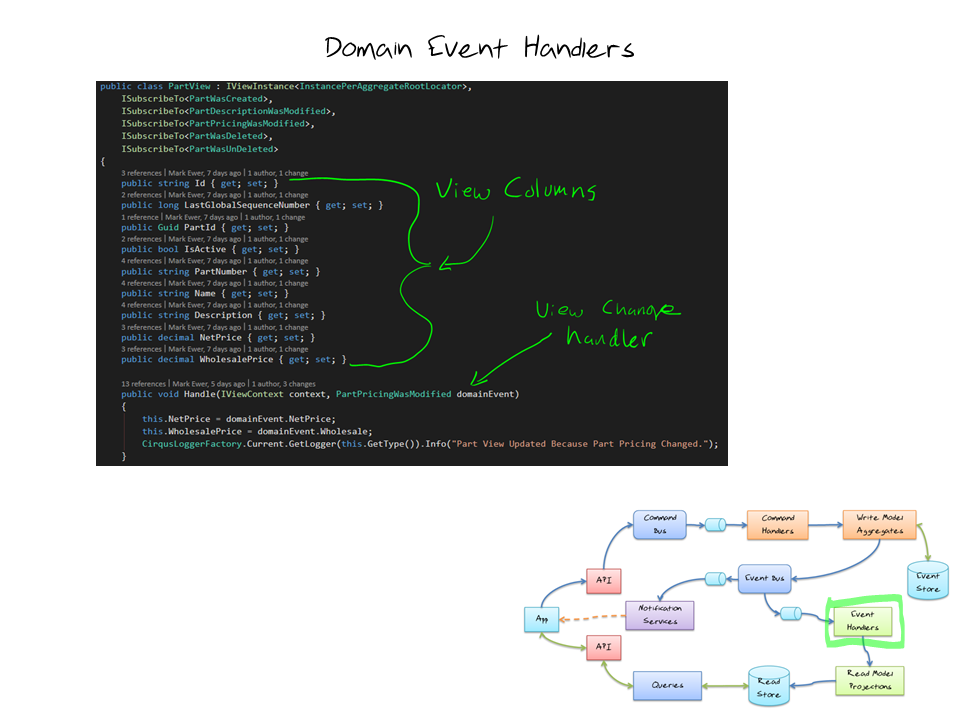 Domain Event Handlers
public class PartView : IViewInstance<InstancePerAggregateRootLocator>,
ISubscribeTo<PartWasCreated>,
ISubscribeTo<PartDescriptionWasModified>,
ISubscribeTo<PartPricingWasModified>,
ISubscribeTo<PartWasDeleted>,
ISubscribeTo<PartWasUnDeleted>
{
3 references | Mark Ewer, 7 days ago | 1 author, 1 change
public string Id { get; set; }
2 references | Mark Ewer, 7 days ago | 1 author, 1 change
public long LastGlobalSequenceNumber { get; set; }
1 reference | Mark Ewer, 7 days ago | 1 author, 1 change
public Guid PartId { get; set; }
2 references | Mark Ewer, 7 days ago | 1 author, 1 change
public bool IsActive { get; set; }
4 references | Mark Ewer, 7 days ago | 1 author, 1 change
public string PartNumber { get; set; }
4 references | Mark Ewer, 7 days ago | 1 author, 1 change
public string Name { get; set; }
4 references | Mark Ewer, 7 days ago | 1 author, 1 change
public string Description { get; set; }
3 references | Mark Ewer, 7 days ago | 1 author, 1 change
public decimal NetPrice { get; set; }
3 references | Mark Ewer, 7 days ago | 1 author, 1 change
public decimal WholesalePrice { get; set; }
13 references | Mark Ewer, 5 days ago | 1 author, 3 changes
public void Handle(IViewContext context, PartPricingWasModified domainEvent)
{
this.NetPrice = domainEvent.NetPrice;
this.WholesalePrice = domainEvent.Wholesale;
CirqusLoggerFactory.Current.GetLogger(this.GetType()).Info("Part View Updated Because Part Pricing Changed.");
}
View Columns
View Change
handler
Command
Bus
Command
Handlers
Write Model
Aggregates
Event
Store
API
Event Bus
App
Notification
Services
Event
Handlers
API
Queries
Read
Store
Read Model
Projections